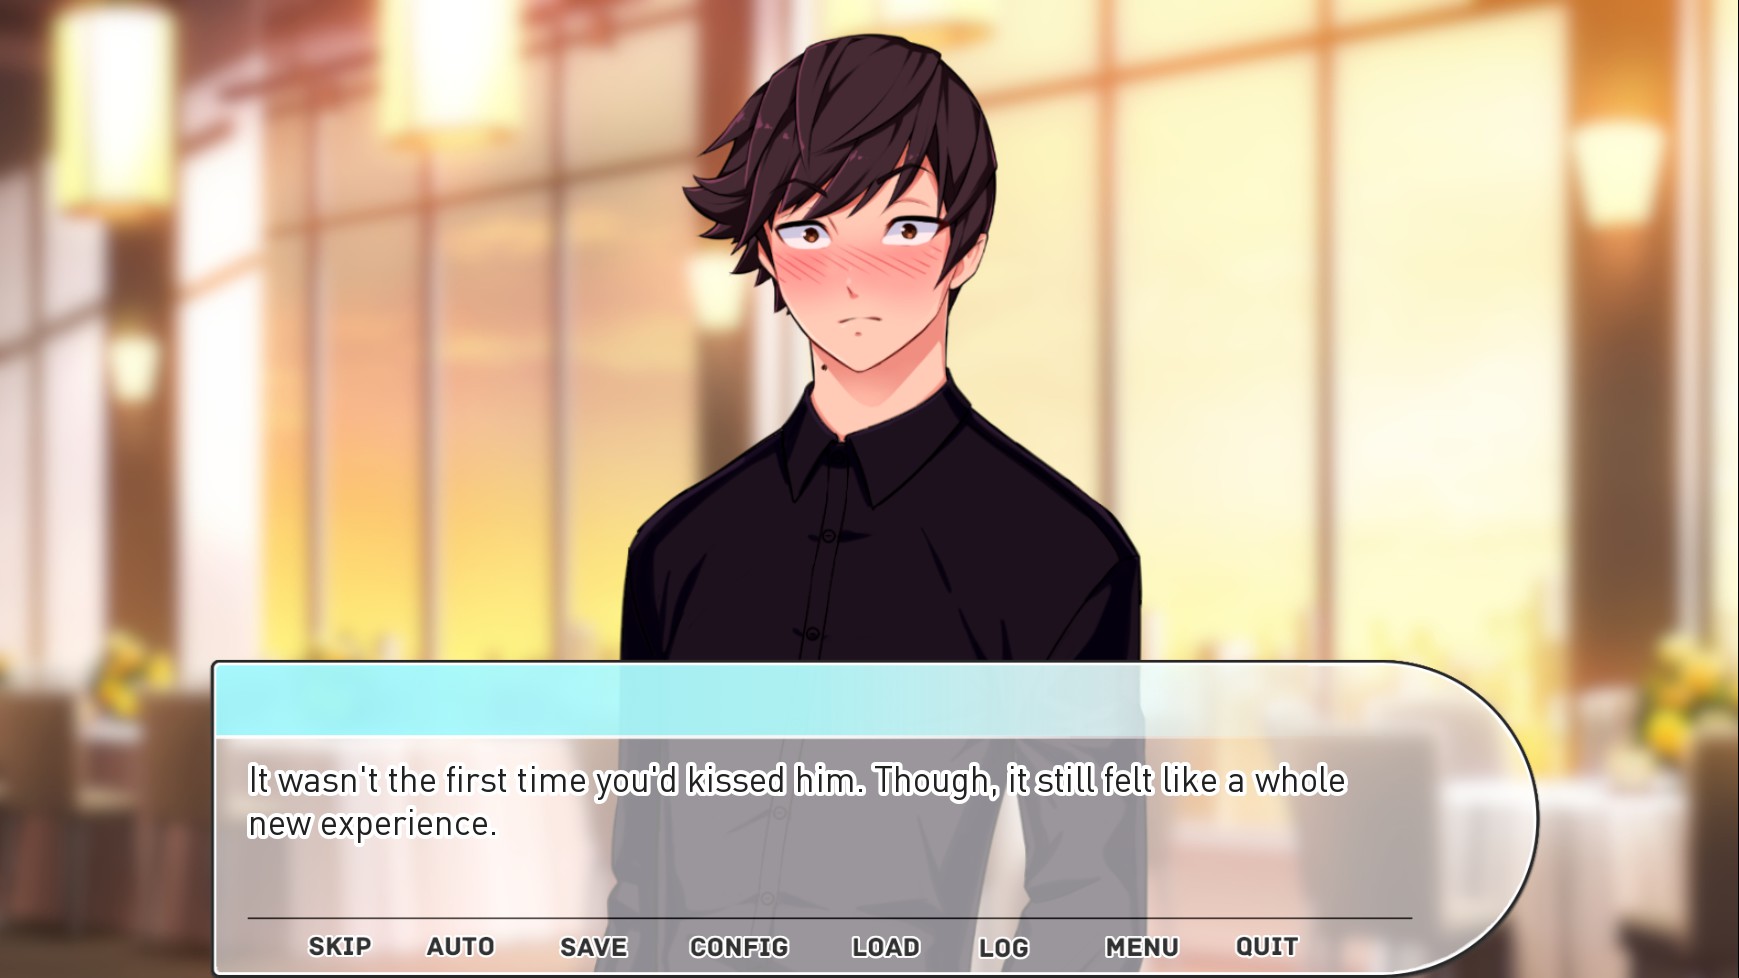 It wasn't the first time you'd kissed him. Though, it still felt like a whole
new experience.
SKIP AUTO SAVE CONFIG LOAD LOG MENU QUIT